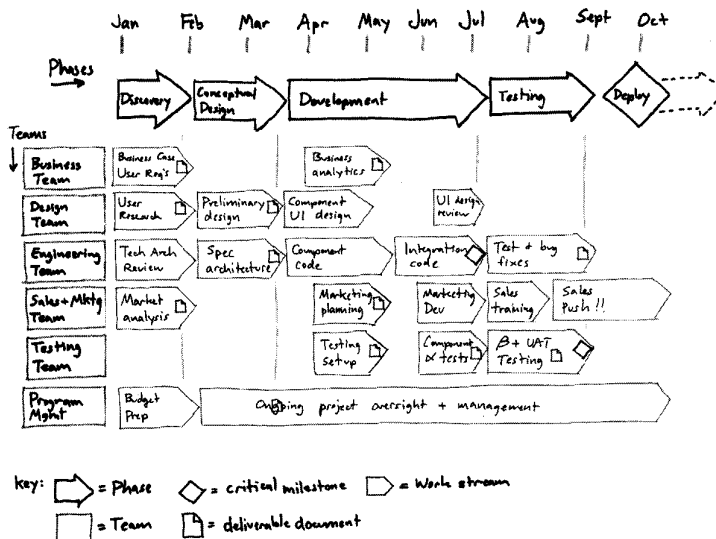 Jan Feb Mar Apr May Jun Jul Aug Sept Oct
Phases
Discovery
Conceptual
Design
Development
Testing
Deploy
Teams
Business
Team
Business Case
User Req's
Business
analytics
Design
Team
User
Research
Preliminary
design
Component
UI design
UI design
review
Engineering
Team
Tech Arch
Review
Spec
architecture
Component
Code
Integration
code
Test + bug
fixes
Sales+Mktg
Team
Market
analysis
Marketing
planning
Marketing
Dev
Sales
training
Sales
Push!!
Testing
Team
Testing
Setup
Component
α tests
β + UAT
Testing
Program
Mgmt
Budget
Prep
Ongoing project oversight + management
key: = Phase = critical milestone = Work stream
= Team = deliverable document